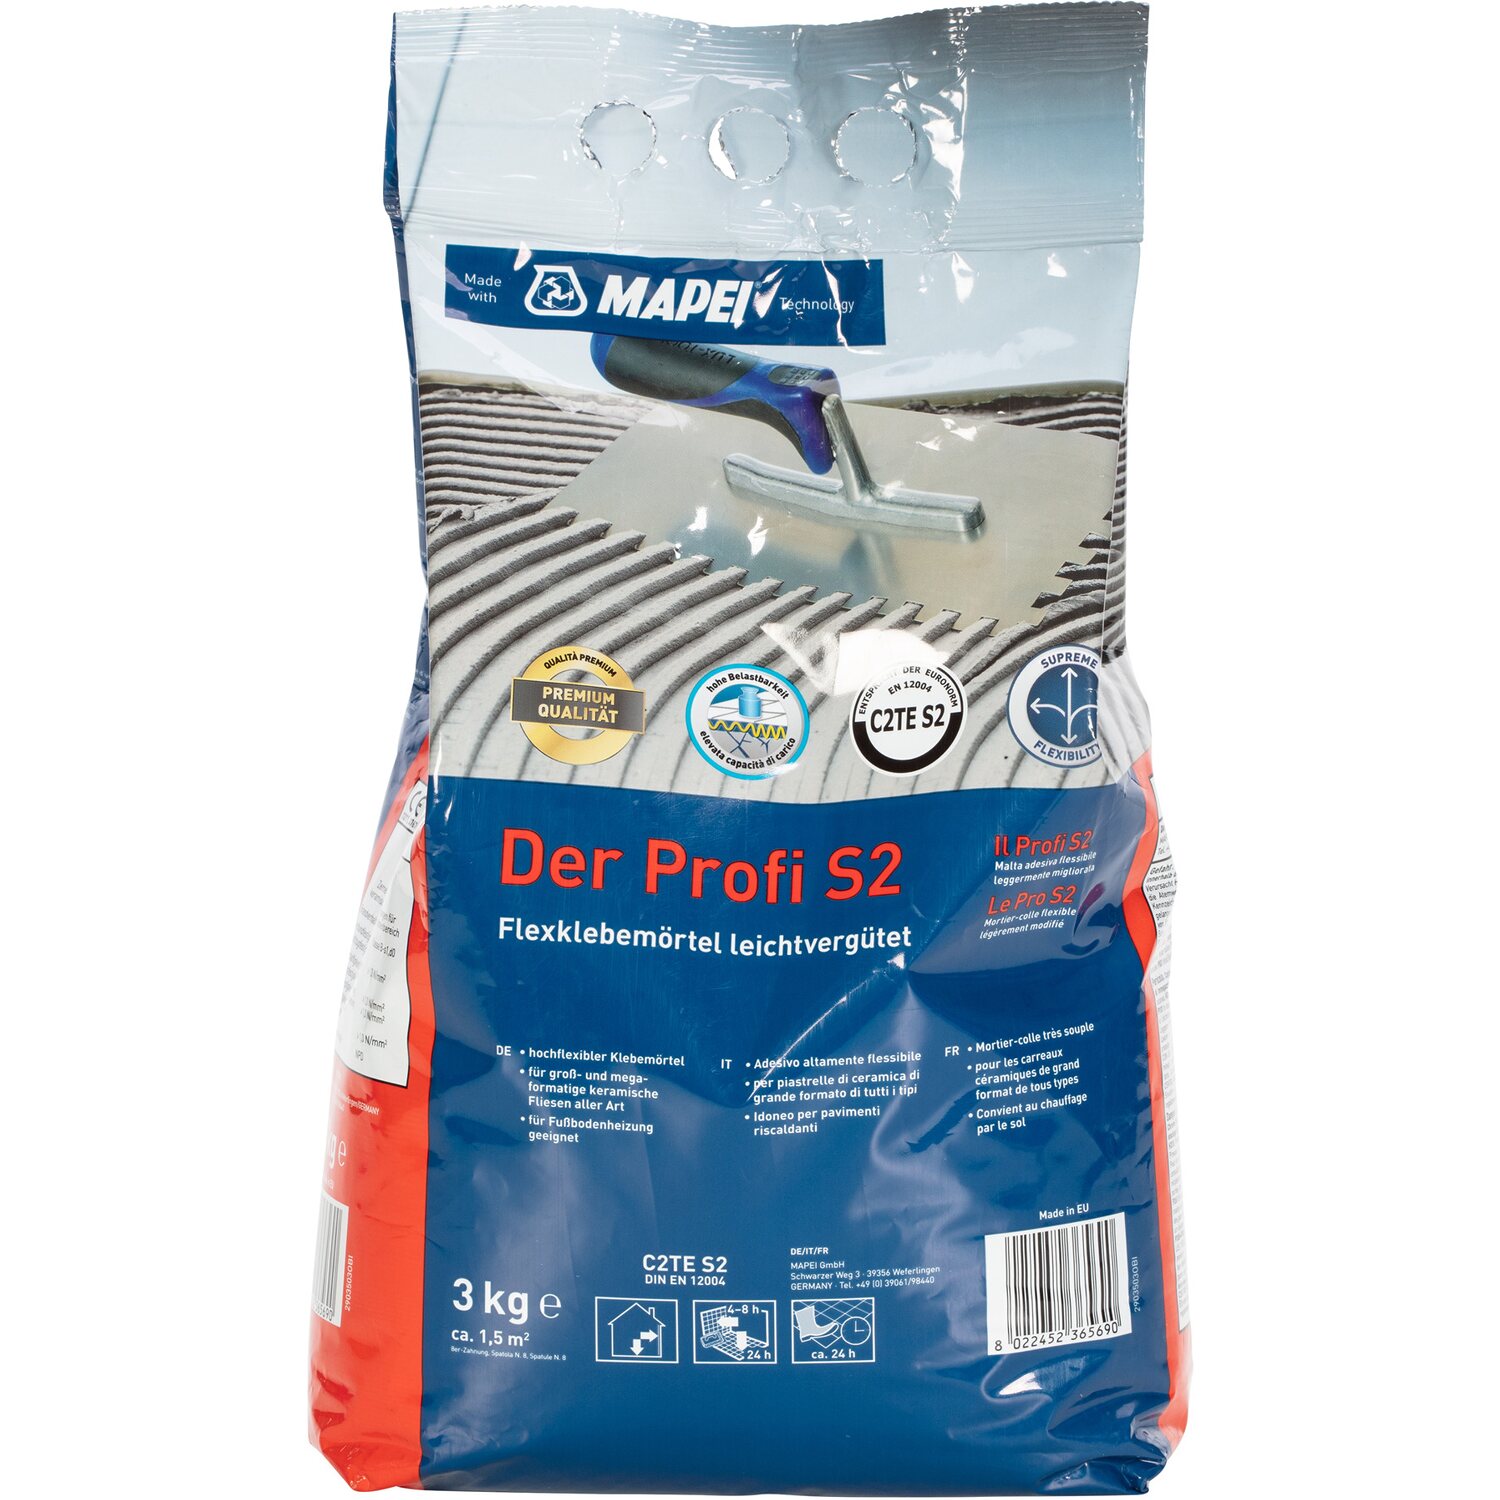 Made
with
MAPEI
Technology
QUALITÀ PREMIUM
PREMIUM
QUALITÄT
hohe Belastbarkeit
elevata capacità di carico
ENTSPRICHT DER EURONORM
EN 12004
C2TE S2
SUPREME
FLEXIBILITY
Der Profi S2
Flexklebemörtel leichtvergütet
Il Profi S2
Malta adesiva flessibile
leggermente migliorata
Le Pro S2
Mortier-colle flexible
légèrement modifié
DE • hochflexibler Klebemörtel
• für groß- und mega-
formatige keramische
Fliesen aller Art
• für Fußbodenheizung
geeignet
IT • Adesivo altamente flessibile
• per piastrelle di ceramica di
grande formato di tutti i tipi
• Idoneo per pavimenti
riscaldanti
FR • Mortier-colle très souple
• pour les carreaux
céramiques de grand
format de tous types
• Convient au chauffage
par le sol
3 kg e
ca. 1,5 m²
8er-Zahnung, Spatola N. 8, Spatule N. 8
C2TE S2
DIN EN 12004
4–8 h
24 h
ca. 24 h
DE/IT/FR
MAPEI GmbH
Schwarzer Weg 3 · 39356 Weferlingen
GERMANY · Tel. +49 (0) 39061/98440
Made in EU
8 022452 365690
2903503OBI
N/mm²
N/mm²
N/mm²
NPD
/GERMANY
2903503OBI